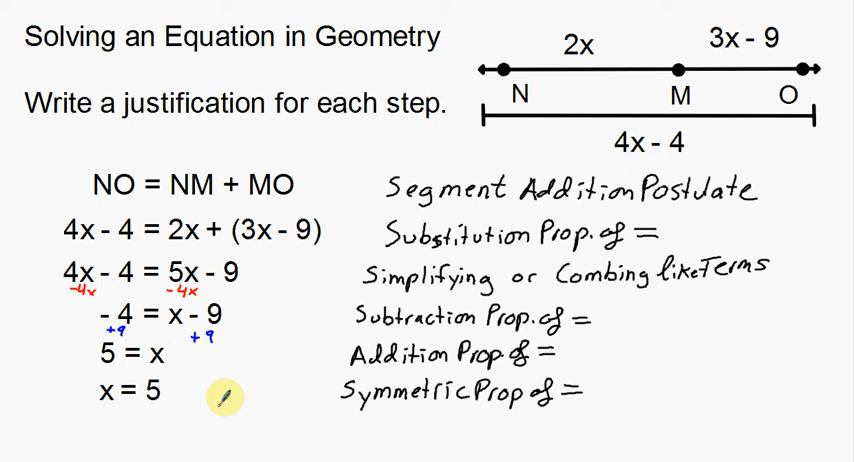 Solving an Equation in Geometry
Write a justification for each step.
2x
3x - 9
N
M
O
4x - 4
NO = NM + MO
Segment Addition Postulate
4x - 4 = 2x + (3x - 9)
Substitution Prop. of =
4x - 4 = 5x - 9
Simplifying or Combing like Terms
-4x
-4x
- 4 = x - 9
Subtraction Prop. of =
+9
+9
5 = x
Addition Prop of =
x = 5
Symmetric Prop of =